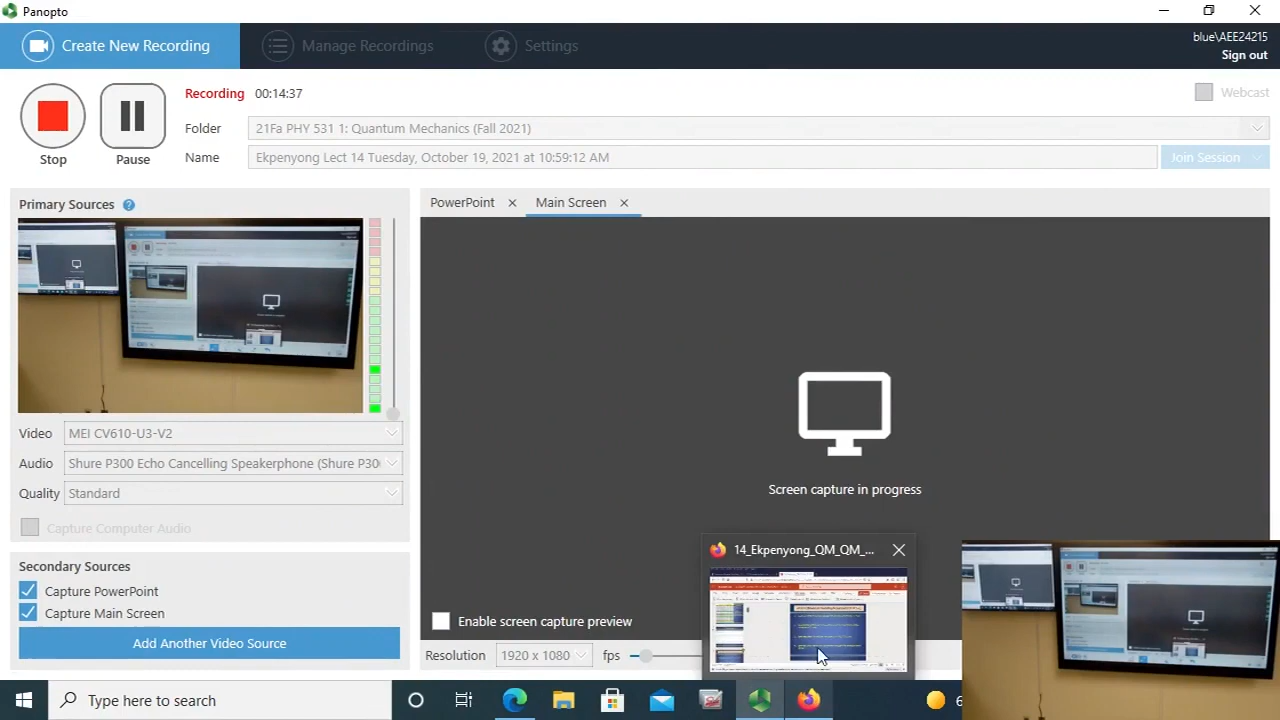 Panopto
Create New Recording
Manage Recordings
Settings
blue\AEE24215
Sign out
Recording 00:14:37
Webcast
Folder
21Fa PHY 531 1: Quantum Mechanics (Fall 2021)
Stop
Pause
Name
Ekpenyong Lect 14 Tuesday, October 19, 2021 at 10:59:12 AM
Join Session
Primary Sources ?
PowerPoint
Main Screen
Screen capture in progress
Video
MEI CV610-U3-V2
Audio
Shure P300 Echo Cancelling Speakerphone (Shure P30
Quality
Standard
Capture Computer Audio
14_Ekpenyong_QM_QM_...
Secondary Sources
Capture PowerPoint
Capture Main Screen
Add Another Video Source
Enable screen capture preview
Resolution
1920 x 1080
fps
Type here to search
6